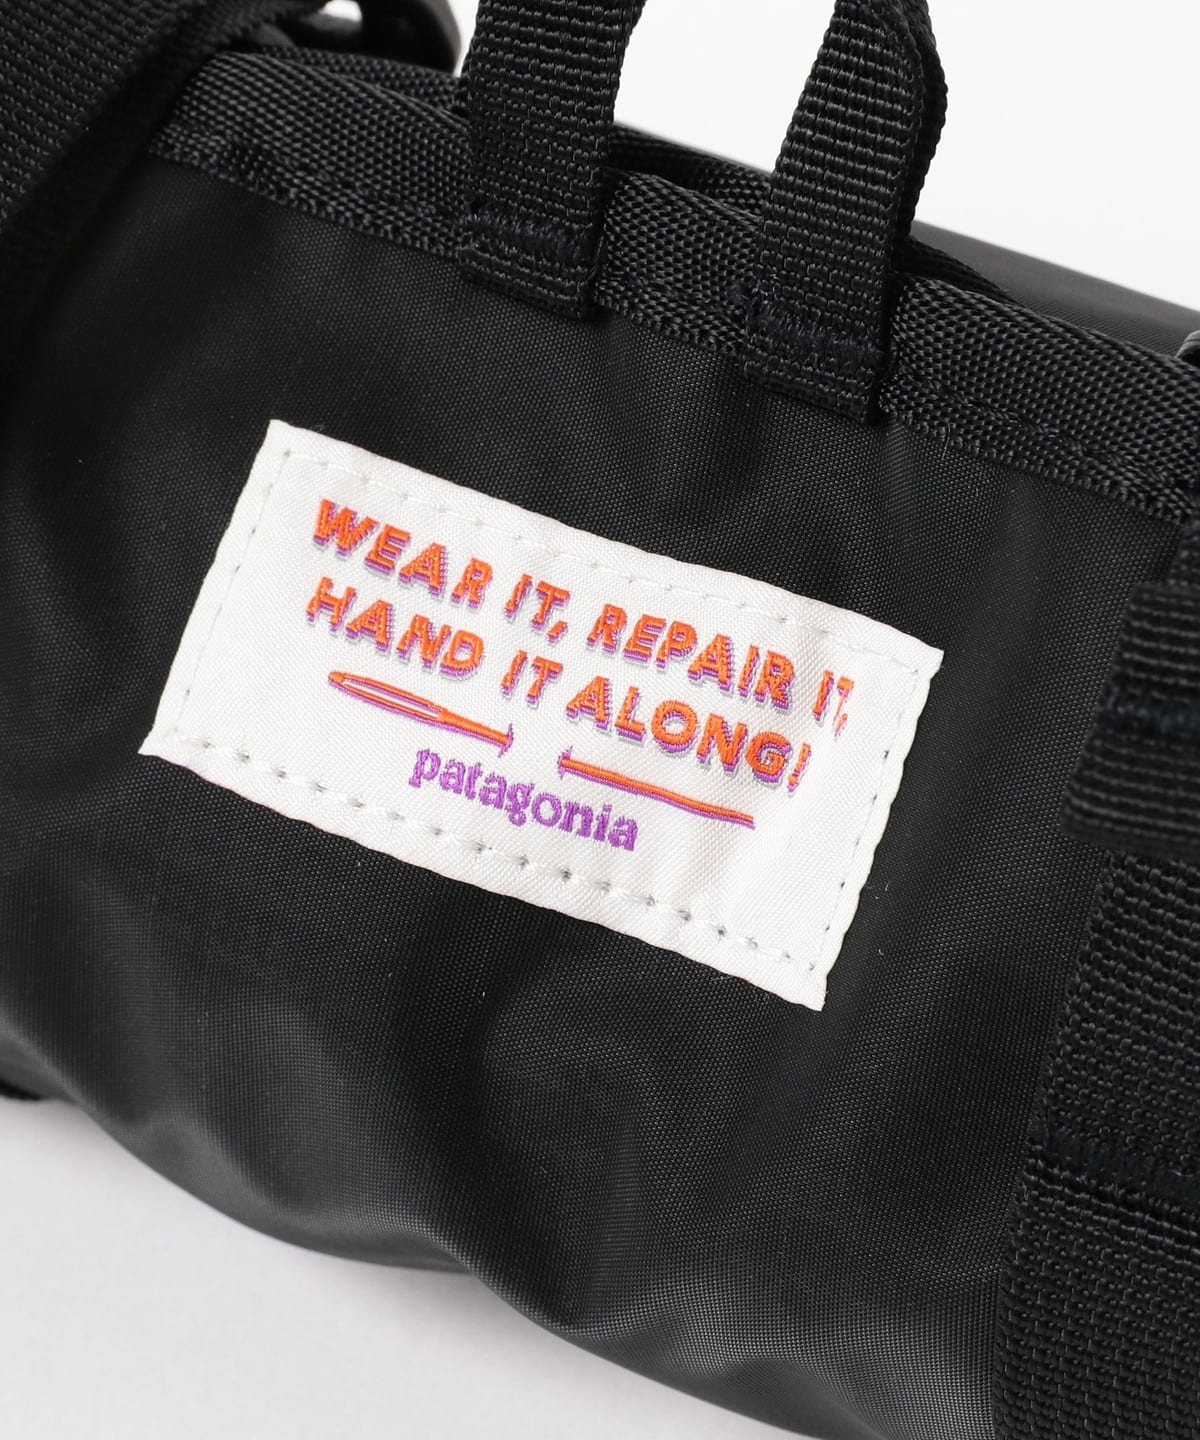 WEAR IT, REPAIR IT,
HAND IT ALONG!
patagonia